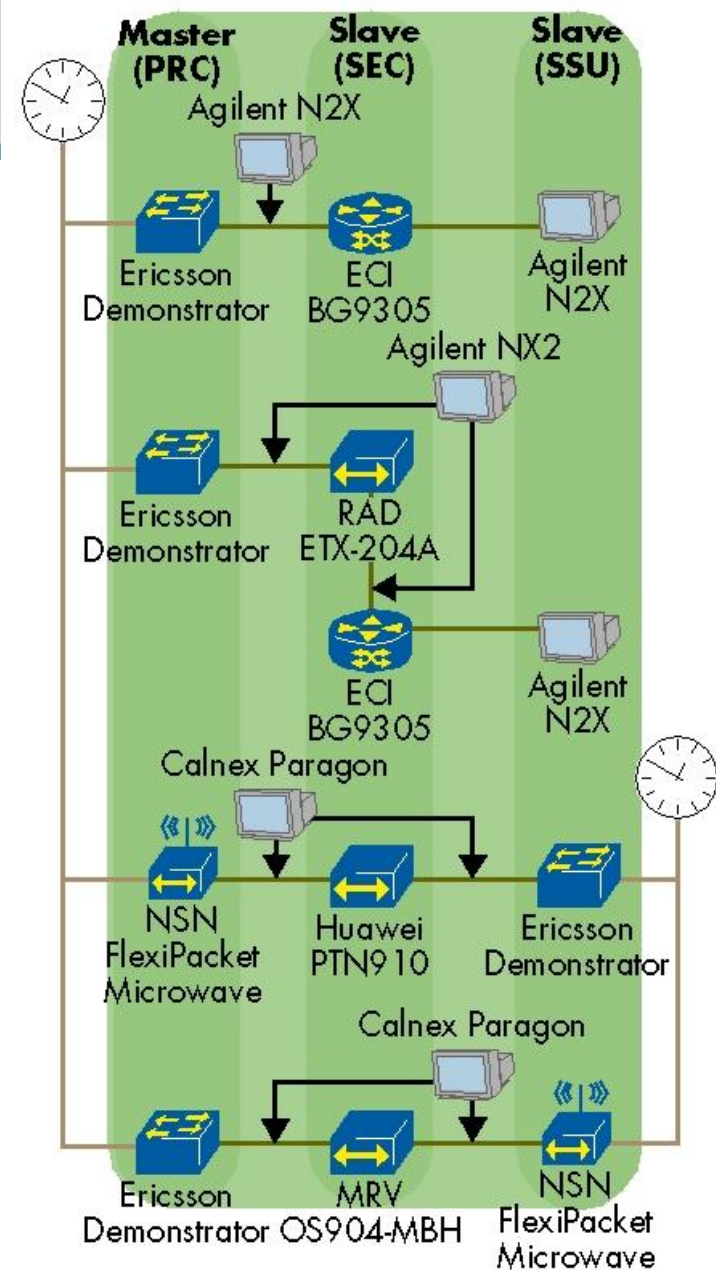 Master
(PRC)
Slave
(SEC)
Slave
(SSU)
Agilent N2X
Ericsson
Demonstrator
ECI
BG9305
Agilent
N2X
Agilent NX2
Ericsson
Demonstrator
RAD
ETX-204A
ECI
BG9305
Agilent
N2X
Calnex Paragon
NSN
FlexiPacket
Microwave
Huawei
PTN910
Ericsson
Demonstrator
Calnex Paragon
Ericsson
Demonstrator
MRV
OS904-MBH
NSN
FlexiPacket
Microwave